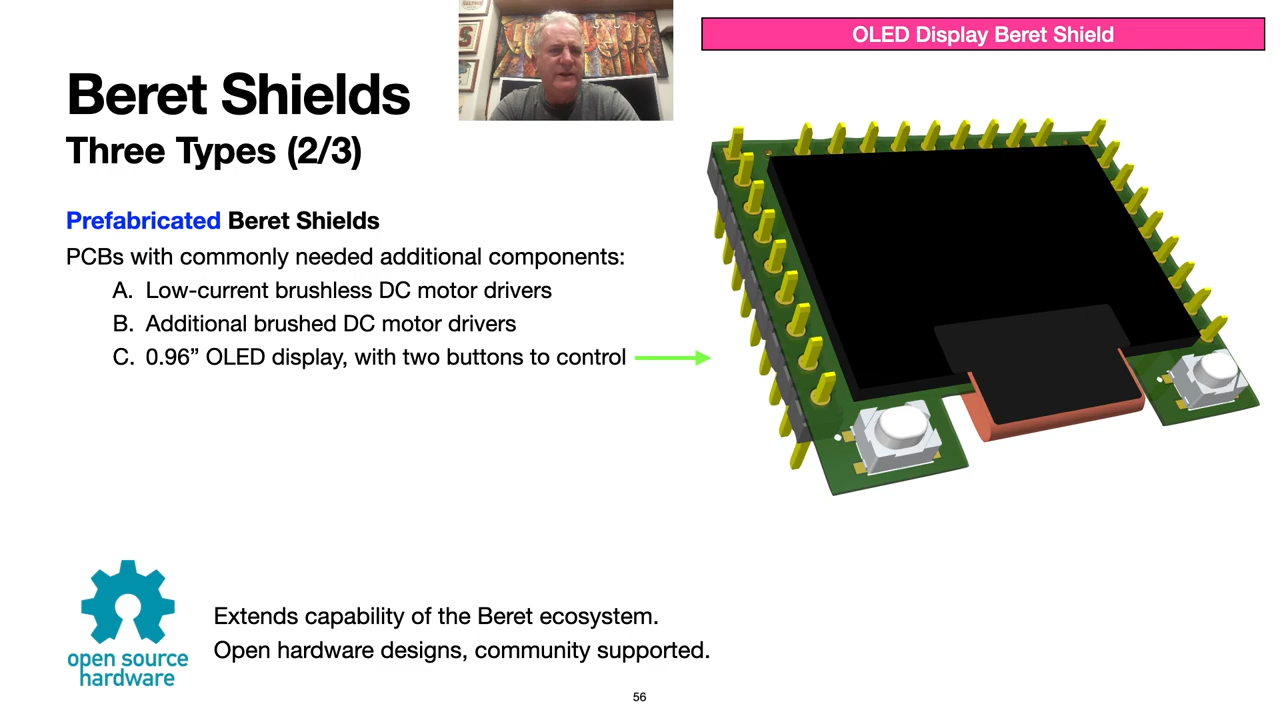 OLED Display Beret Shield
Beret Shields
Three Types (2/3)
Prefabricated Beret Shields
PCBs with commonly needed additional components:
A. Low-current brushless DC motor drivers
B. Additional brushed DC motor drivers
C. 0.96” OLED display, with two buttons to control
open source
hardware
Extends capability of the Beret ecosystem.
Open hardware designs, community supported.
56